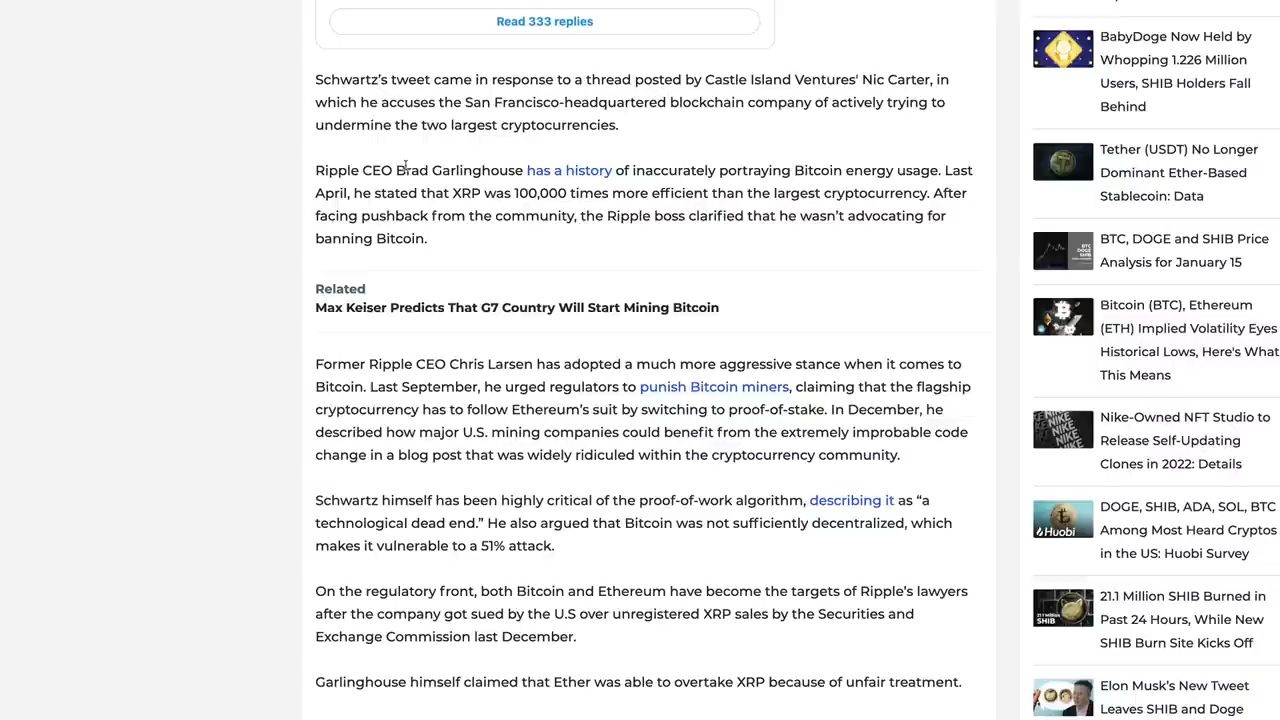 Read 333 replies
Schwartz’s tweet came in response to a thread posted by Castle Island Ventures' Nic Carter, in
which he accuses the San Francisco-headquartered blockchain company of actively trying to
undermine the two largest cryptocurrencies.
Ripple CEO Brad Garlinghouse has a history of inaccurately portraying Bitcoin energy usage. Last
April, he stated that XRP was 100,000 times more efficient than the largest cryptocurrency. After
facing pushback from the community, the Ripple boss clarified that he wasn’t advocating for
banning Bitcoin.
Related
Max Keiser Predicts That G7 Country Will Start Mining Bitcoin
Former Ripple CEO Chris Larsen has adopted a much more aggressive stance when it comes to
Bitcoin. Last September, he urged regulators to punish Bitcoin miners, claiming that the flagship
cryptocurrency has to follow Ethereum’s suit by switching to proof-of-stake. In December, he
described how major U.S. mining companies could benefit from the extremely improbable code
change in a blog post that was widely ridiculed within the cryptocurrency community.
Schwartz himself has been highly critical of the proof-of-work algorithm, describing it as “a
technological dead end.” He also argued that Bitcoin was not sufficiently decentralized, which
makes it vulnerable to a 51% attack.
On the regulatory front, both Bitcoin and Ethereum have become the targets of Ripple’s lawyers
after the company got sued by the U.S over unregistered XRP sales by the Securities and
Exchange Commission last December.
Garlinghouse himself claimed that Ether was able to overtake XRP because of unfair treatment.
BabyDoge Now Held by
Whopping 1.226 Million
Users, SHIB Holders Fall
Behind
Tether (USDT) No Longer
Dominant Ether-Based
Stablecoin: Data
BTC, DOGE and SHIB Price
Analysis for January 15
BTC
DOGE
SHIB
Bitcoin (BTC), Ethereum
(ETH) Implied Volatility Eyes
Historical Lows, Here's What
This Means
Nike-Owned NFT Studio to
Release Self-Updating
Clones in 2022: Details
NIKE
NIKE
NIKE
DOGE, SHIB, ADA, SOL, BTC
Among Most Heard Cryptos
in the US: Huobi Survey
Huobi
21.1 Million SHIB Burned in
Past 24 Hours, While New
SHIB Burn Site Kicks Off
21.1 Million
SHIB
Elon Musk’s New Tweet
Leaves SHIB and Doge